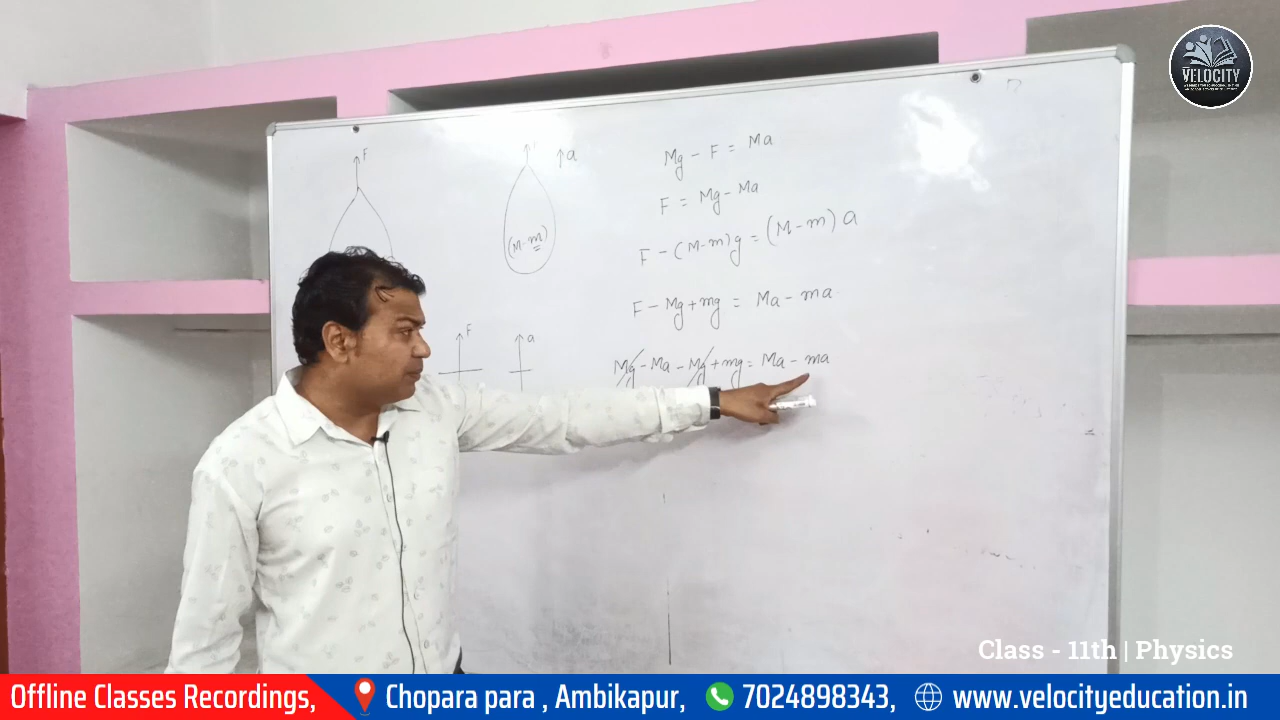 VELOCITY
F
a
(M-m)
Mg - F = Ma
F = Mg - Ma
F - (M-m)g = (M-m) a
F - Mg + mg = Ma - ma
F
a
Mg - Ma - Mg + mg = Ma - ma
Class - 11th | Physics
Offline Classes Recordings, Chopara para , Ambikapur, 7024898343, www.velocityeducation.in